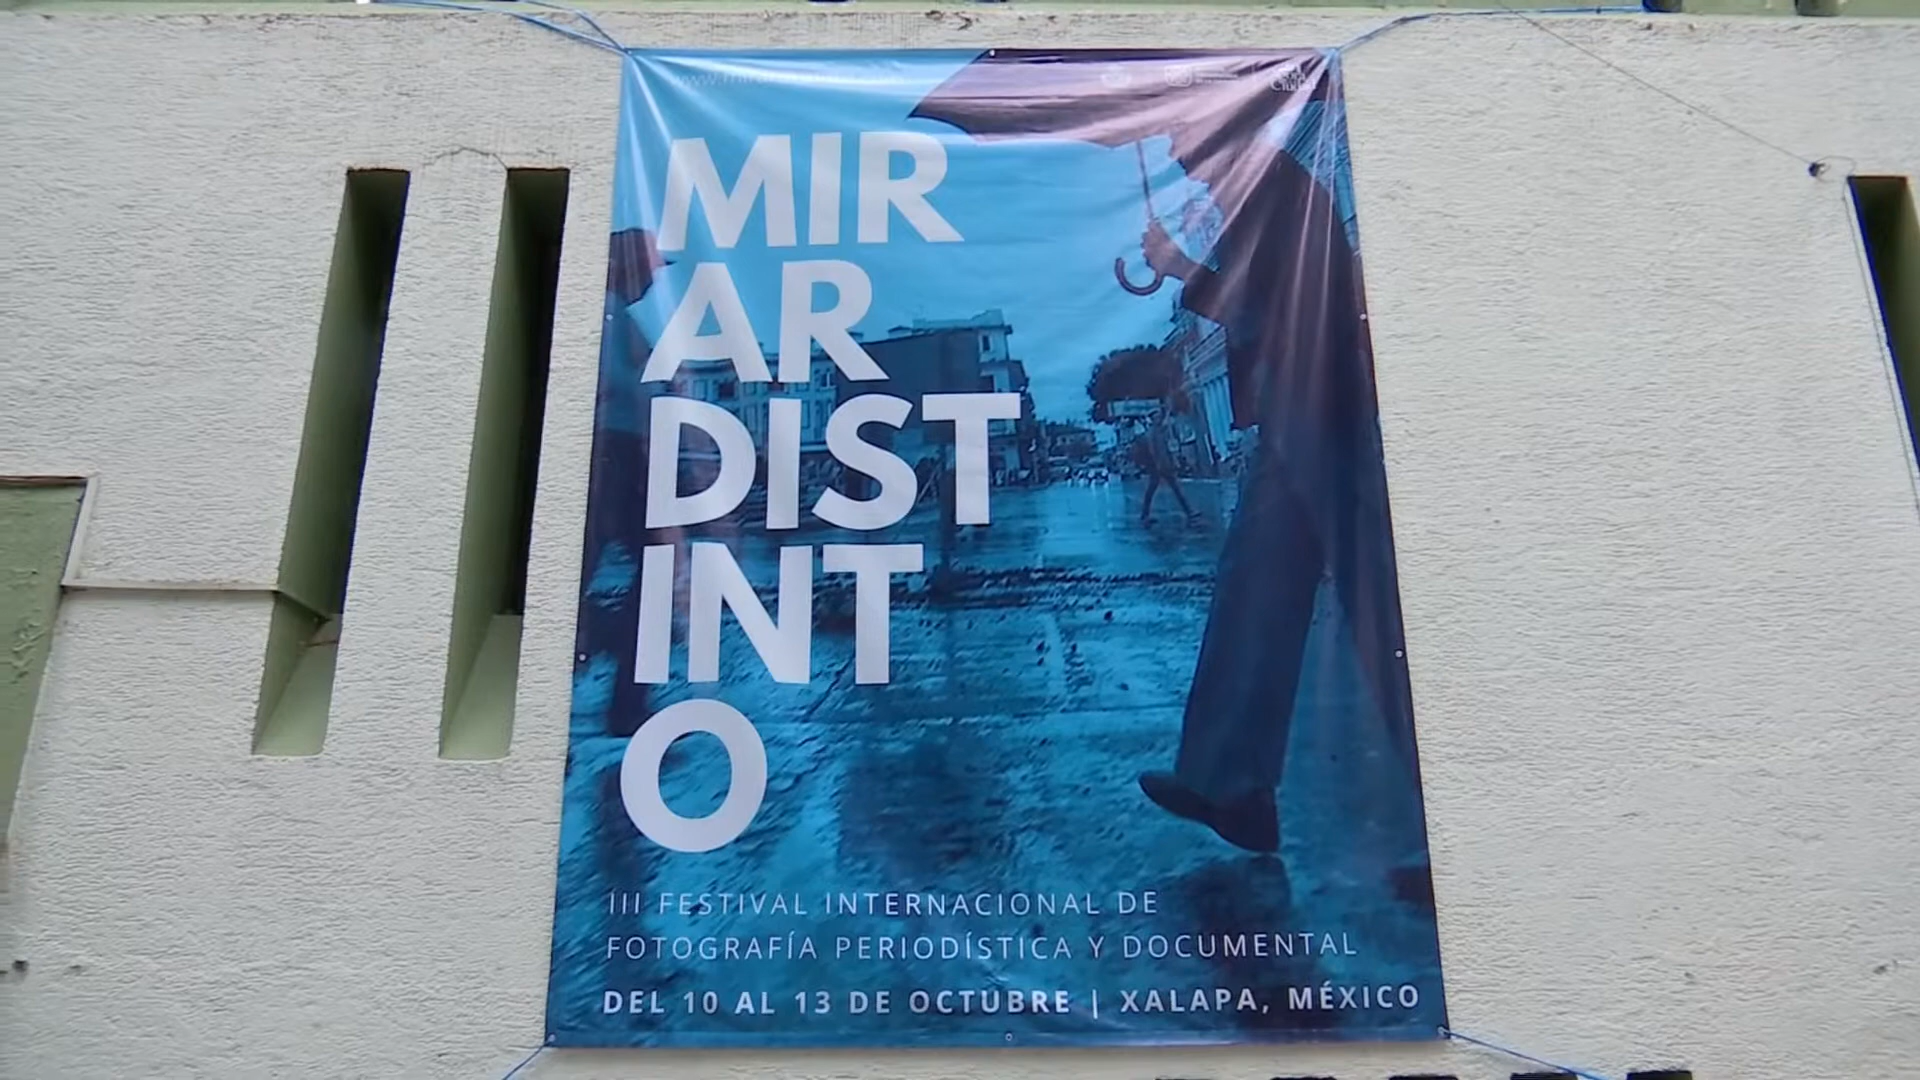 MIR
AR
DIST
INT
O
III FESTIVAL INTERNACIONAL DE
FOTOGRAFÍA PERIODÍSTICA Y DOCUMENTAL
DEL 10 AL 13 DE OCTUBRE | XALAPA, MÉXICO